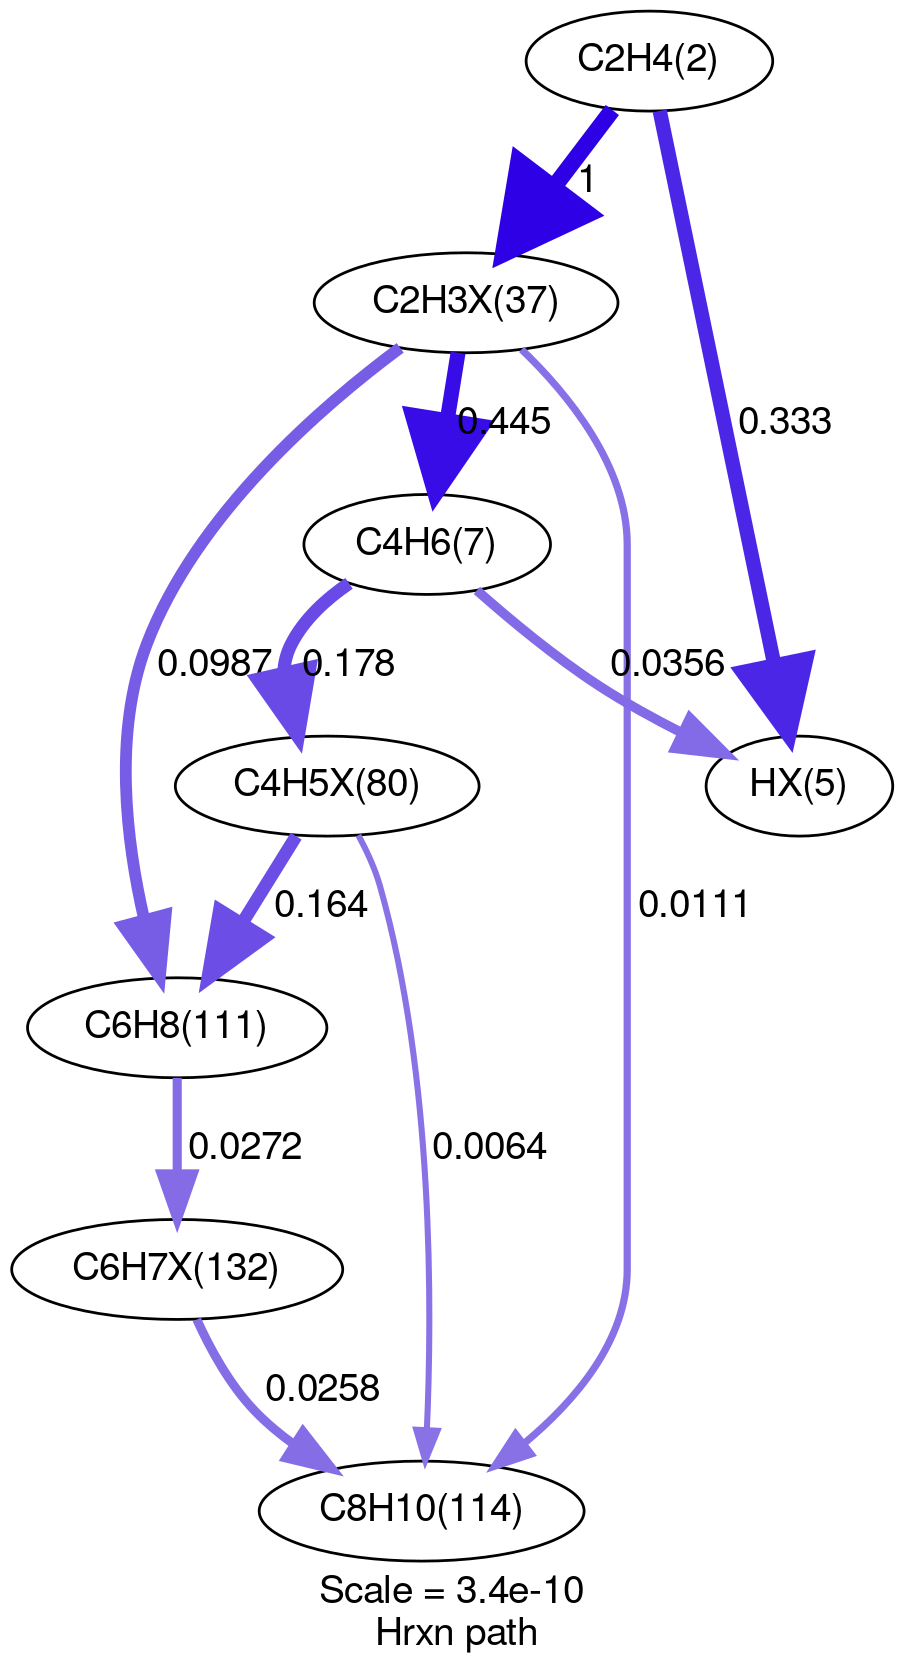 C2H4(2)
1
C2H3X(37)
0.445
0.333
C4H6(7)
0.0987
0.178
0.0356
C4H5X(80)
HX(5)
0.164
0.0111
C6H8(111)
0.0272
0.0064
C6H7X(132)
0.0258
C8H10(114)
Scale = 3.4e-10
Hrxn path